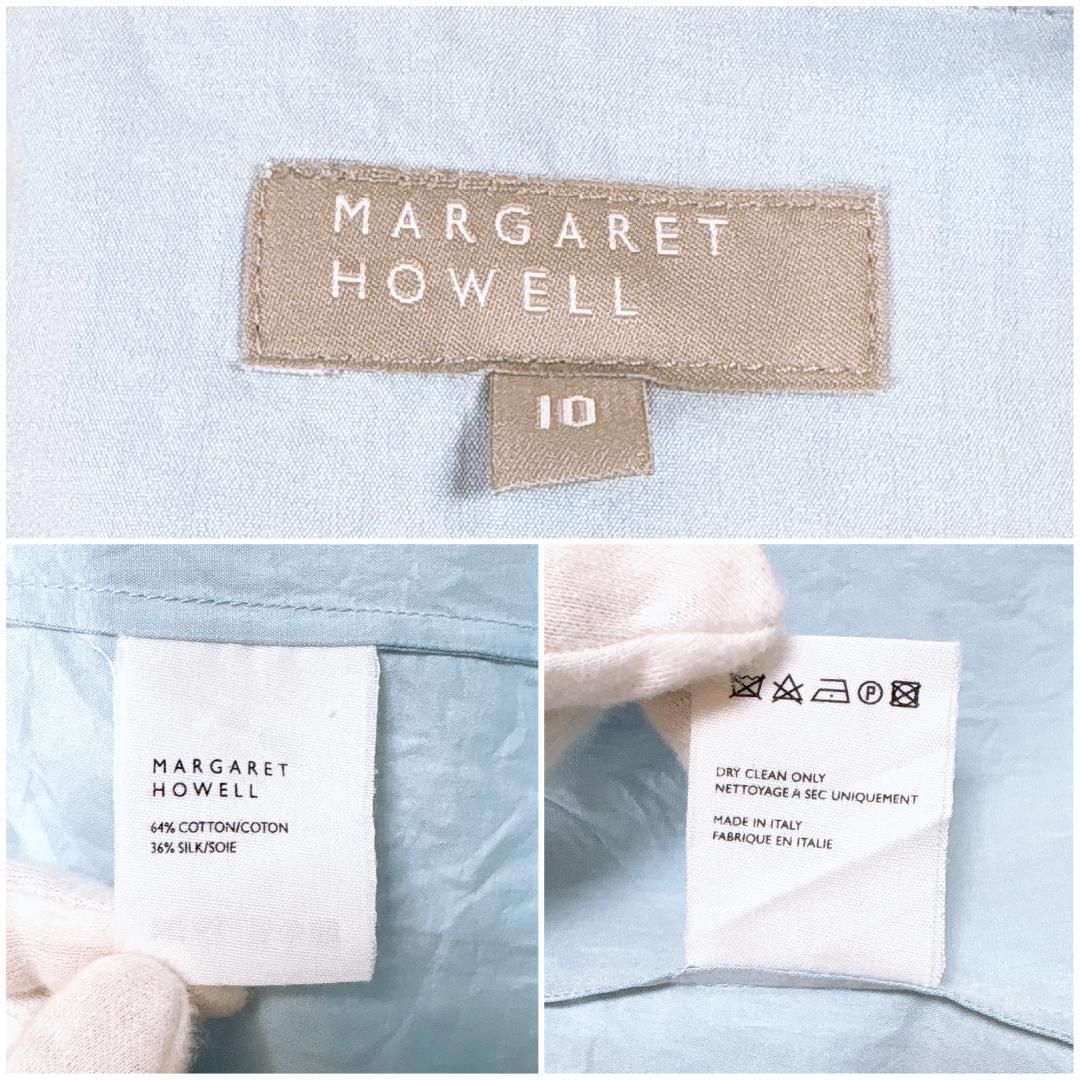 MARGARET
HOWELL
10
MARGARET
HOWELL
64% COTTON/COTON
36% SILK/SOIE
P
DRY CLEAN ONLY
NETTOYAGE A SEC UNIQUEMENT
MADE IN ITALY
FABRIQUE EN ITALIE